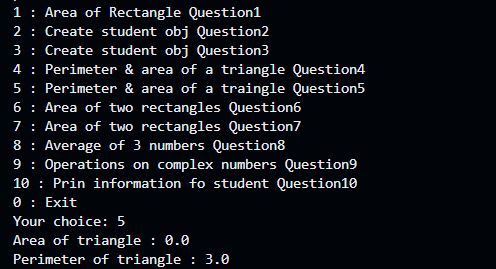 1 : Area of Rectangle Question1
2 : Create student obj Question2
3 : Create student obj Question3
4 : Perimeter & area of a triangle Question4
5 : Perimeter & area of a traingle Question5
6 : Area of two rectangles Question6
7 : Area of two rectangles Question7
8 : Average of 3 numbers Question8
9 : Operations on complex numbers Question9
10 : Prin information fo student Question10
0 : Exit
Your choice: 5
Area of triangle : 0.0
Perimeter of triangle : 3.0